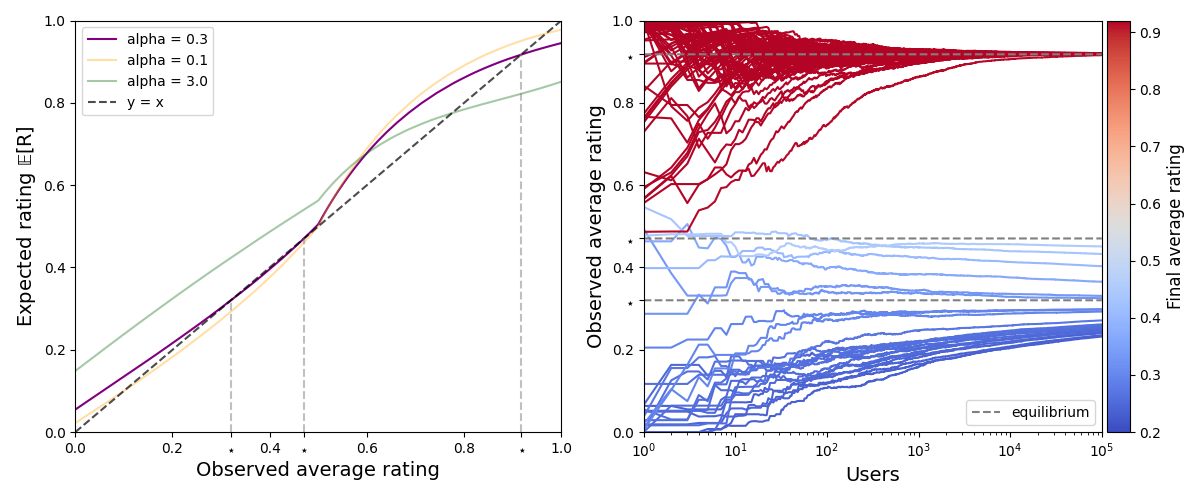 1.0
0.8
0.6
0.4
0.2
0.0
Expected rating 𝔼[R]
alpha = 0.3
alpha = 0.1
alpha = 3.0
y = x
0.0 0.2 0.4 0.6 0.8 1.0
⋆ ⋆ ⋆
Observed average rating
1.0
⋆
0.8
0.6
⋆
0.4
⋆
0.2
0.0
Observed average rating
equilibrium
10⁰ 10¹ 10² 10³ 10⁴ 10⁵
Users
0.9
0.8
0.7
0.6
0.5
0.4
0.3
0.2
Final average rating